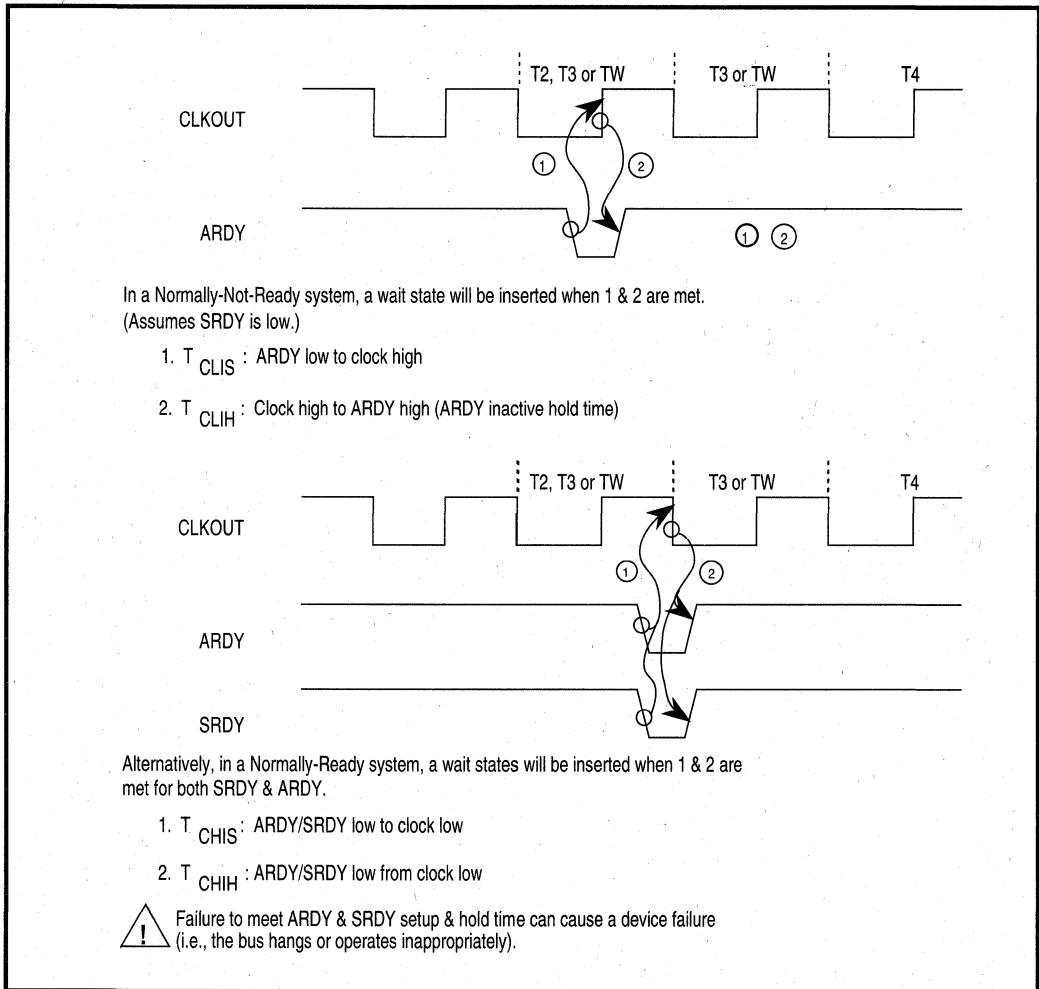 T2, T3 or TW T3 or TW T4
CLKOUT
1 2
ARDY
1 2
In a Normally-Not-Ready system, a wait state will be inserted when 1 & 2 are met.
(Assumes SRDY is low.)
1. T CLIS : ARDY low to clock high
2. T CLIH : Clock high to ARDY high (ARDY inactive hold time)
T2, T3 or TW T3 or TW T4
CLKOUT
1 2
ARDY
SRDY
Alternatively, in a Normally-Ready system, a wait states will be inserted when 1 & 2 are
met for both SRDY & ARDY.
1. T CHIS : ARDY/SRDY low to clock low
2. T CHIH : ARDY/SRDY low from clock low
! Failure to meet ARDY & SRDY setup & hold time can cause a device failure
(i.e., the bus hangs or operates inappropriately).